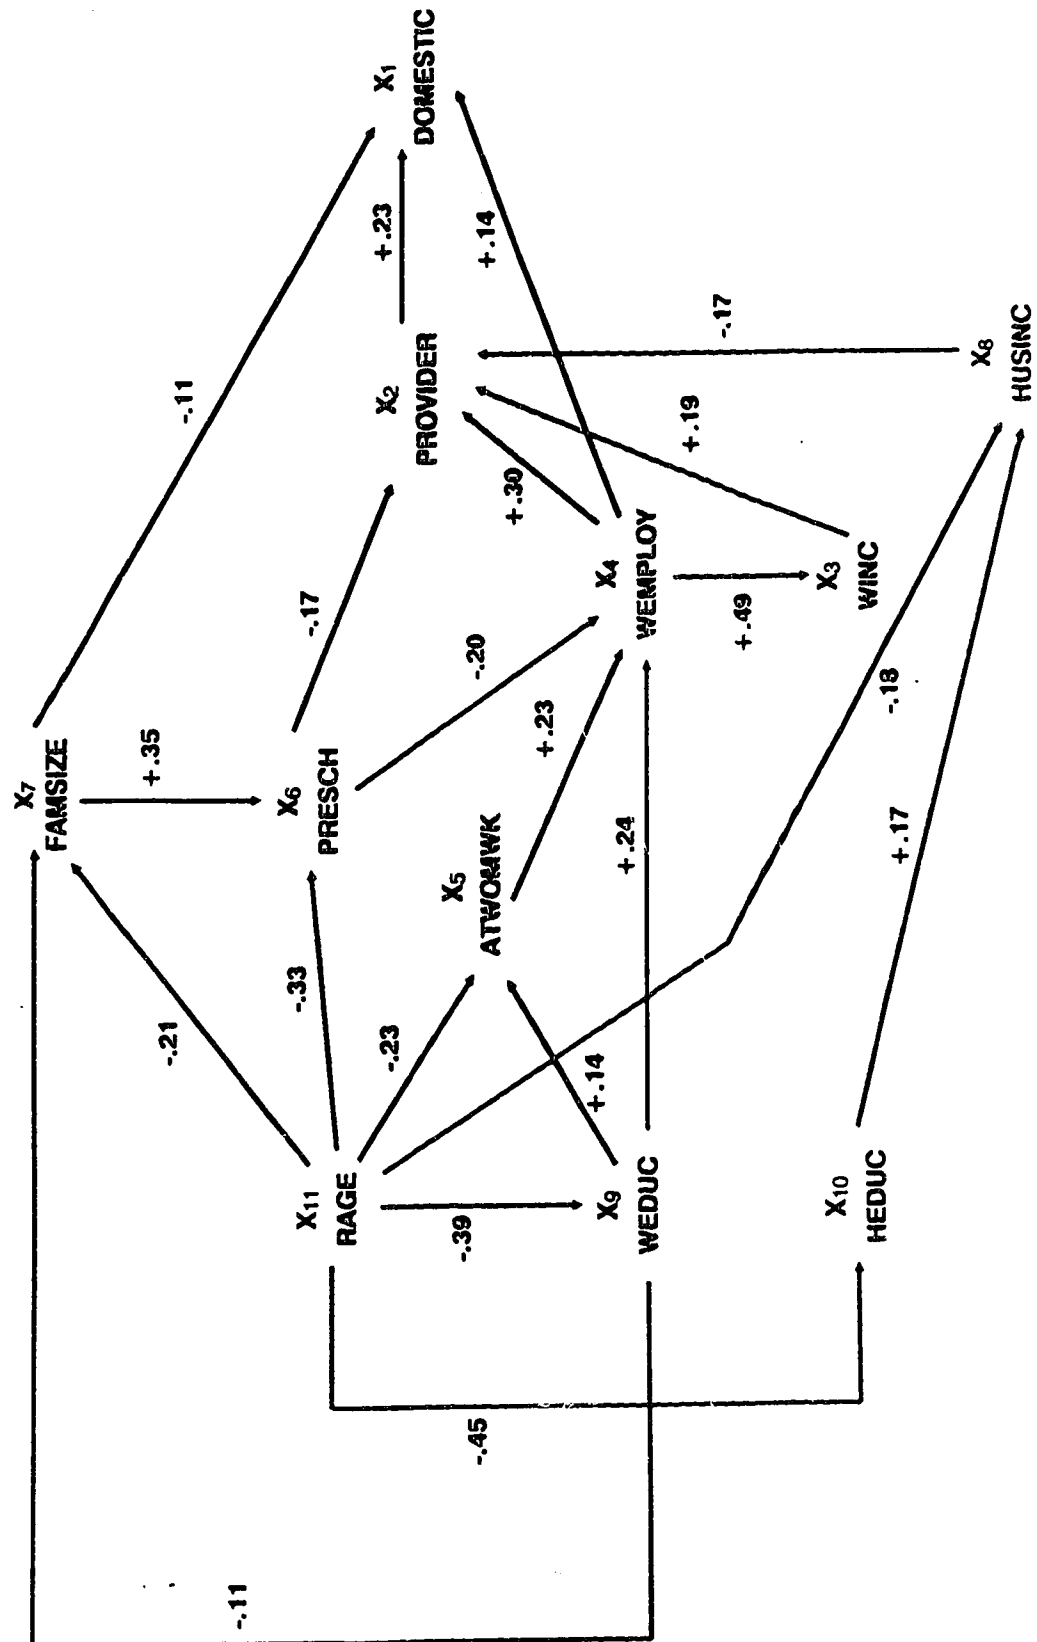 X7
FAMSIZE
-.11
-.21
+.35
-.11
X11
RAGE
-.33
X6
PRESCH
-.17
X2
PROVIDER
+.23
X1
DOMESTIC
-.23
X5
ATWOMWK
-.20
+.30
+.14
-.45
-.39
+.14
+.23
X4
WEMPLOY
+.19
-.17
X9
WEDUC
+.24
+.49
X3
WINC
X10
HEDUC
+.17
-.18
X8
HUSINC